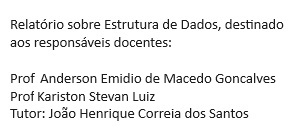 Relatório sobre Estrutura de Dados, destinado
aos responsáveis docentes:
Prof Anderson Emidio de Macedo Goncalves
Prof Kariston Stevan Luiz
Tutor: João Henrique Correia dos Santos